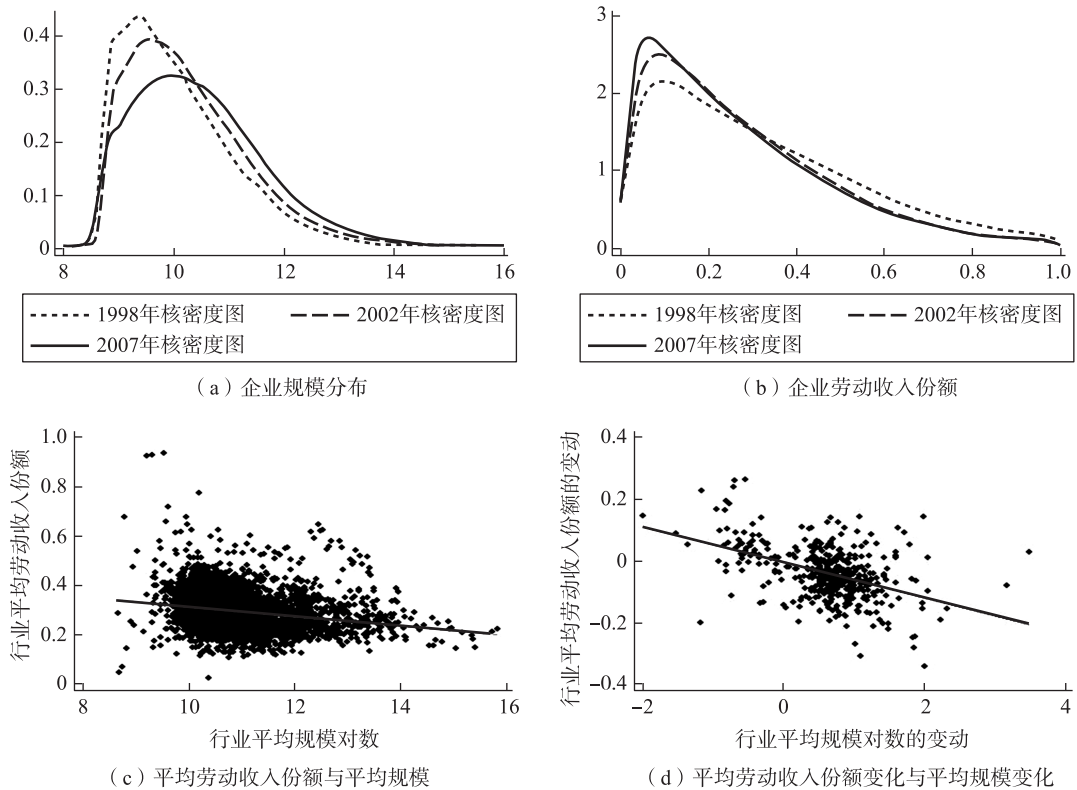 0.4
0.3
0.2
0.1
0
8 10 12 14 16
1998年核密度图 2002年核密度图
2007年核密度图
（a）企业规模分布
3
2
1
0
0 0.2 0.4 0.6 0.8 1.0
1998年核密度图 2002年核密度图
2007年核密度图
（b）企业劳动收入份额
行业平均劳动收入份额
1.0
0.8
0.6
0.4
0.2
0
8 10 12 14 16
行业平均规模对数
（c）平均劳动收入份额与平均规模
行业平均劳动收入份额的变动
0.4
0.2
0
−0.2
−0.4
−2 0 2 4
行业平均规模对数的变动
（d）平均劳动收入份额变化与平均规模变化